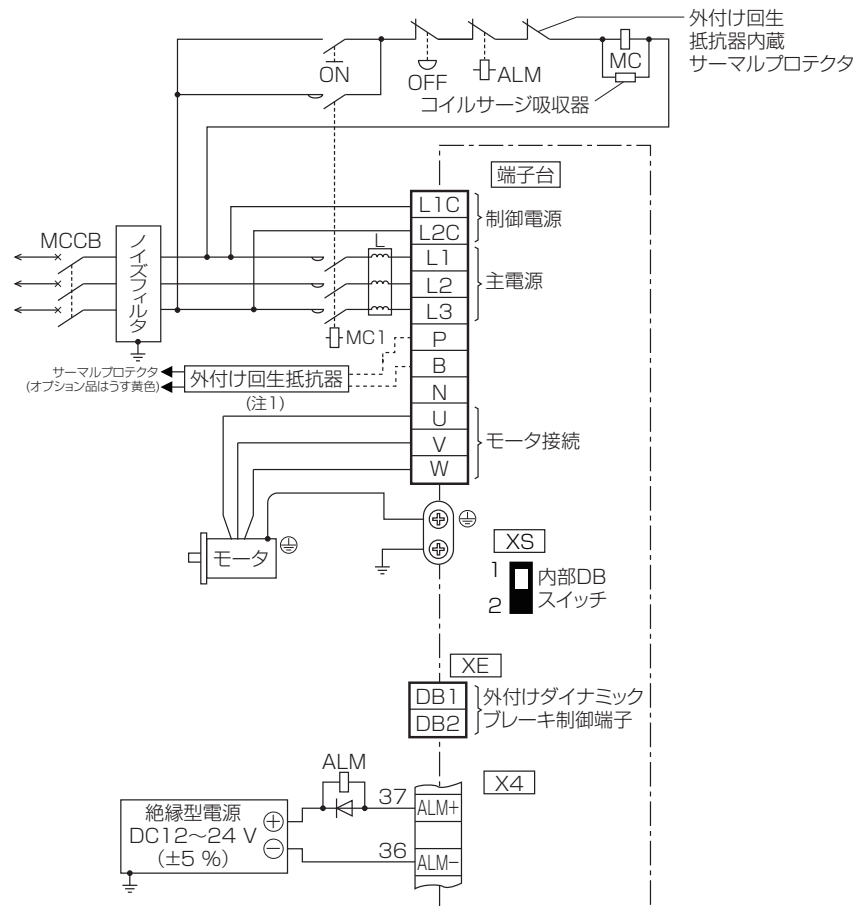 外付け回生
抵抗器内蔵
サーマルプロテクタ
ON
OFF
ALM
MC
コイルサージ吸収器
端子台
L1C
L2C
制御電源
MCCB
ノイズフィルタ
L
L1
L2
L3
主電源
MC1
P
B
N
サーマルプロテクタ
(オプション品はうす黄色)
外付け回生抵抗器
(注1)
U
V
W
モータ接続
モータ
XS
1
2
内部DB
スイッチ
XE
DB1
DB2
外付けダイナミック
ブレーキ制御端子
ALM
X4
絶縁型電源
DC12〜24 V
(±5 %)
37
ALM+
36
ALM-